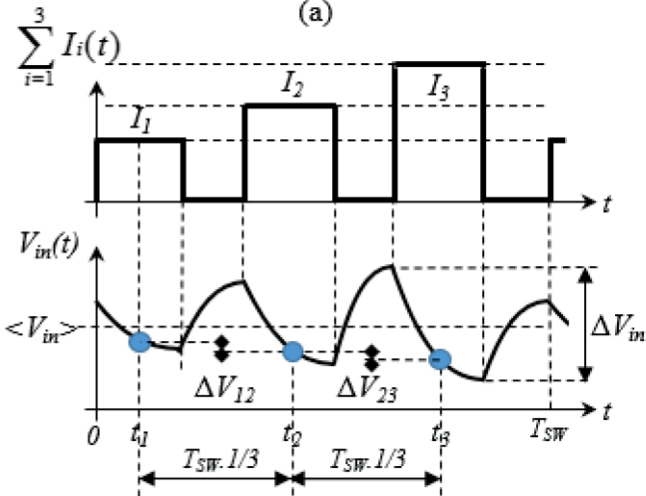 (a)
3
∑ Ii(t)
i=1
I1
I2
I3
t
Vin(t)
<Vin>
ΔVin
ΔV12
ΔV23
t
0
t1
t2
t3
TSW
TSW.1/3
TSW.1/3